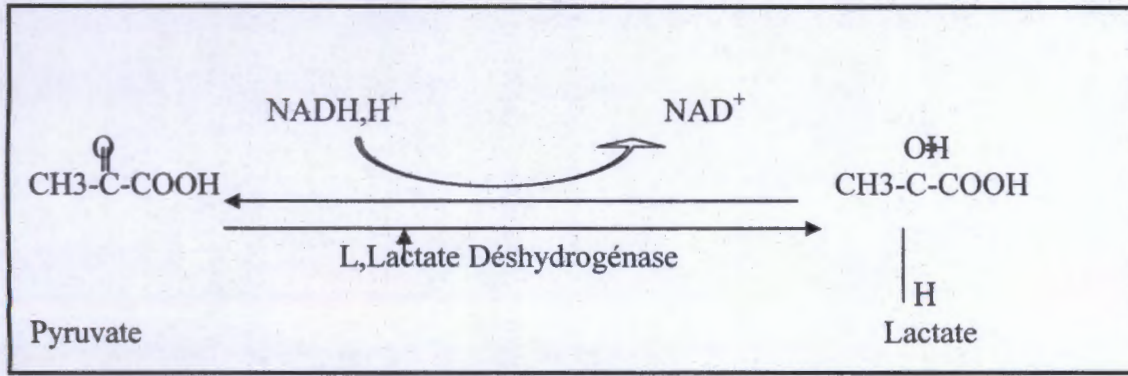 NADH,H⁺ NAD⁺
O OH
CH3-C-COOH CH3-C-COOH
L,Lactate Déshydrogénase
H
Pyruvate Lactate